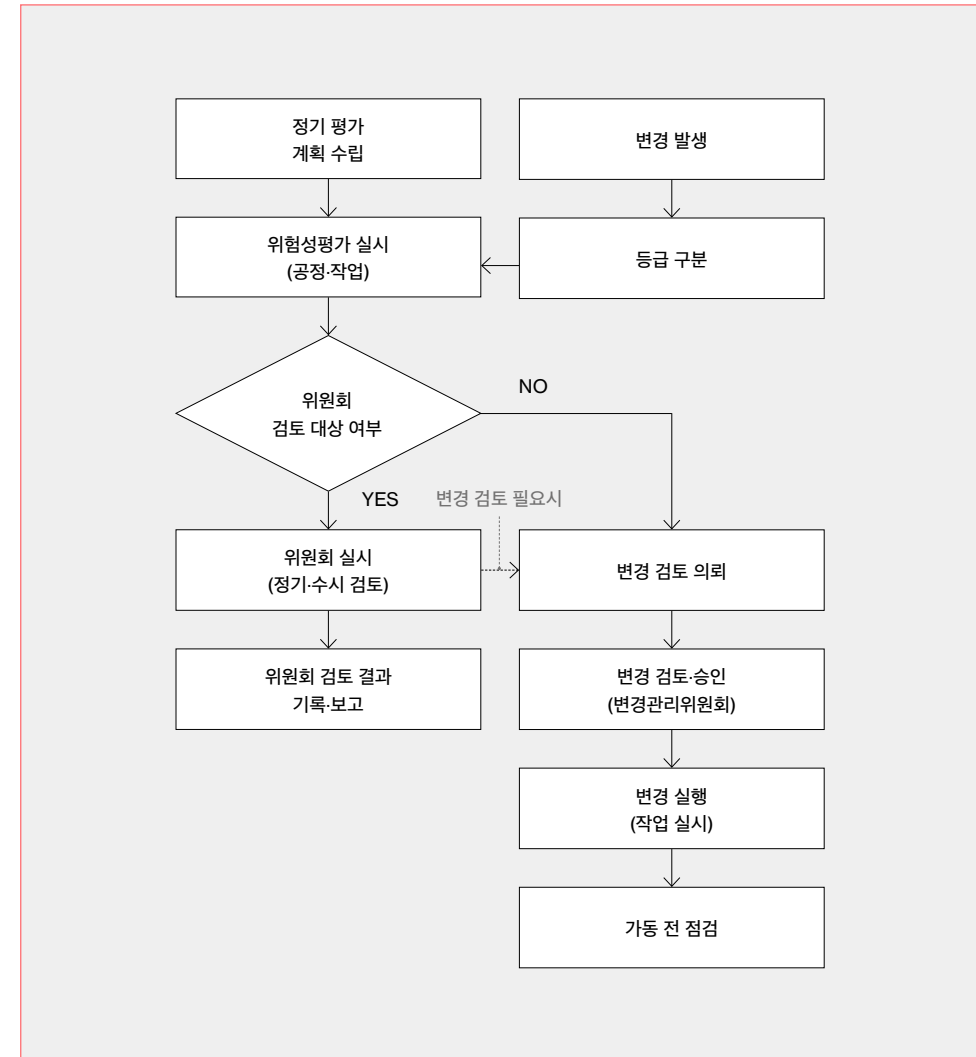 정기 평가
계획 수립
변경 발생
위험성평가 실시
(공정·작업)
등급 구분
위원회
검토 대상 여부
NO
YES
변경 검토 필요시
위원회 실시
(정기·수시 검토)
변경 검토 의뢰
위원회 검토 결과
기록·보고
변경 검토·승인
(변경관리위원회)
변경 실행
(작업 실시)
가동 전 점검